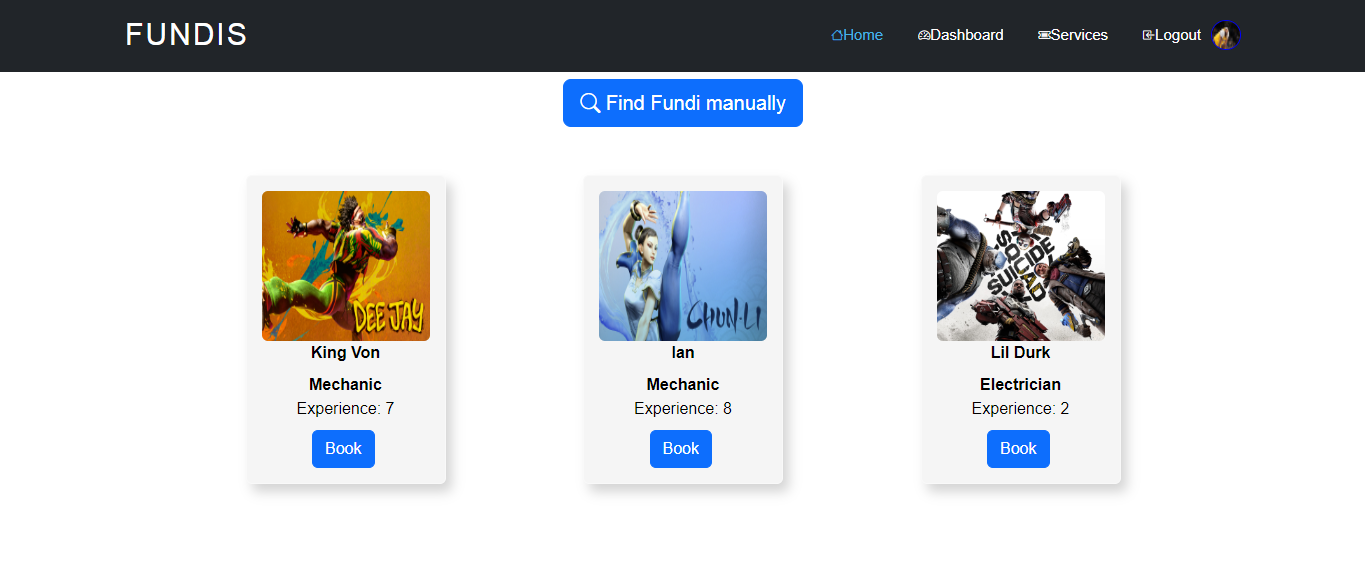 FUNDIS
Home Dashboard Services Logout
Find Fundi manually
DEE JAY
CHUN-LI
SUICIDE
SQUAD
King Von
Ian
Lil Durk
Mechanic
Mechanic
Electrician
Experience: 7
Experience: 8
Experience: 2
Book
Book
Book